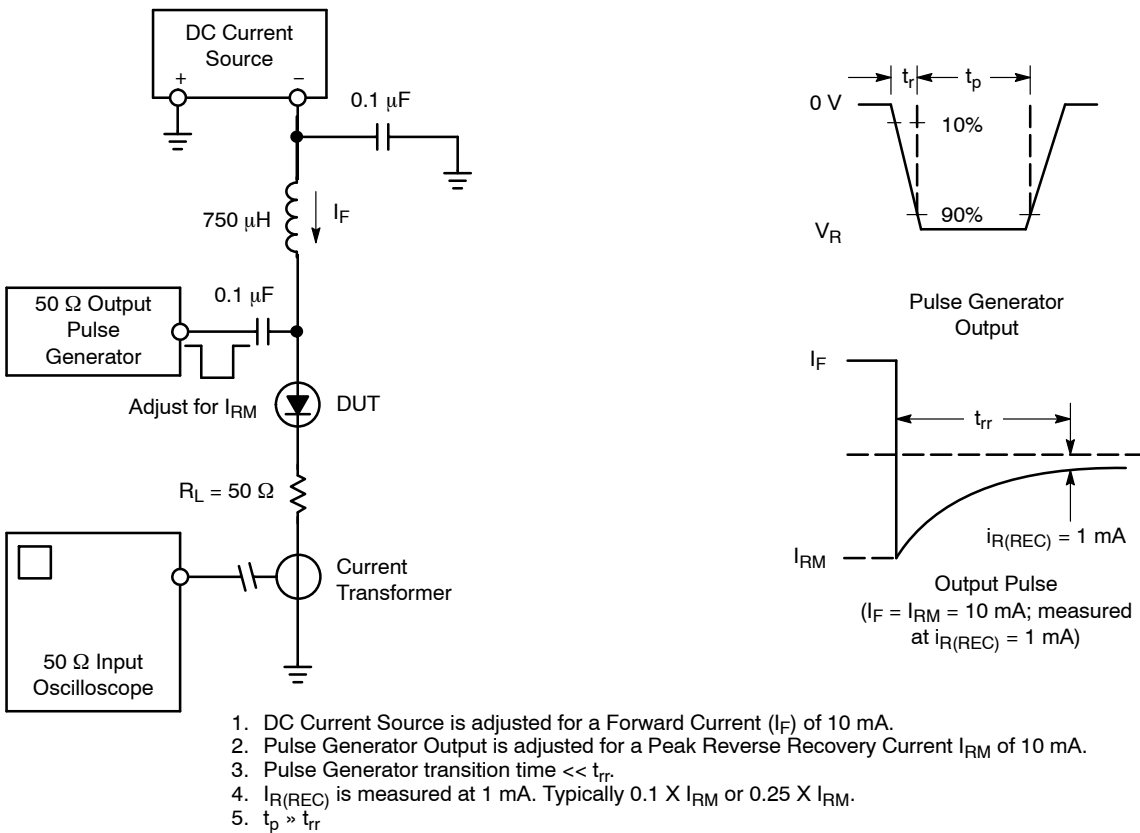 DC Current
Source
+ −
0.1 μF
750 μH
I_F
0.1 μF
50 Ω Output
Pulse
Generator
Adjust for I_RM
DUT
R_L = 50 Ω
Current
Transformer
50 Ω Input
Oscilloscope
t_r t_p
0 V
10%
90%
V_R
Pulse Generator
Output
I_F
t_rr
i_R(REC) = 1 mA
I_RM
Output Pulse
(I_F = I_RM = 10 mA; measured
at i_R(REC) = 1 mA)
1. DC Current Source is adjusted for a Forward Current (I_F) of 10 mA.
2. Pulse Generator Output is adjusted for a Peak Reverse Recovery Current I_RM of 10 mA.
3. Pulse Generator transition time << t_rr.
4. I_R(REC) is measured at 1 mA. Typically 0.1 X I_RM or 0.25 X I_RM.
5. t_p » t_rr